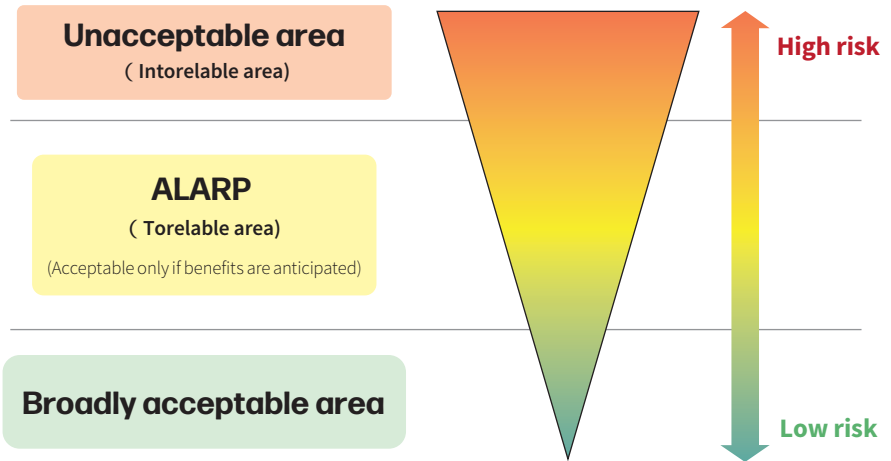 Unacceptable area
( Intorelable area)
High risk
ALARP
( Torelable area)
(Acceptable only if benefits are anticipated)
Broadly acceptable area
Low risk